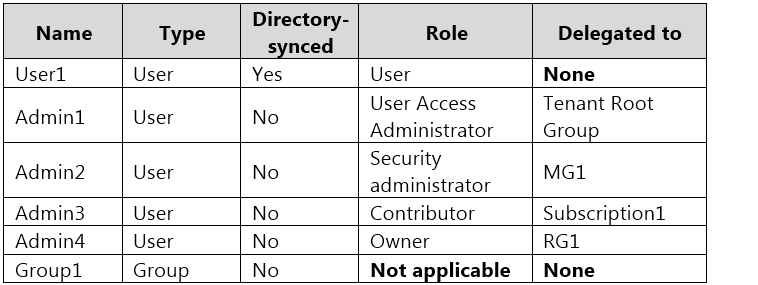 Name Type Directory-synced Role Delegated to
User1 User Yes User None
Admin1 User No User Access Administrator Tenant Root Group
Admin2 User No Security administrator MG1
Admin3 User No Contributor Subscription1
Admin4 User No Owner RG1
Group1 Group No Not applicable None